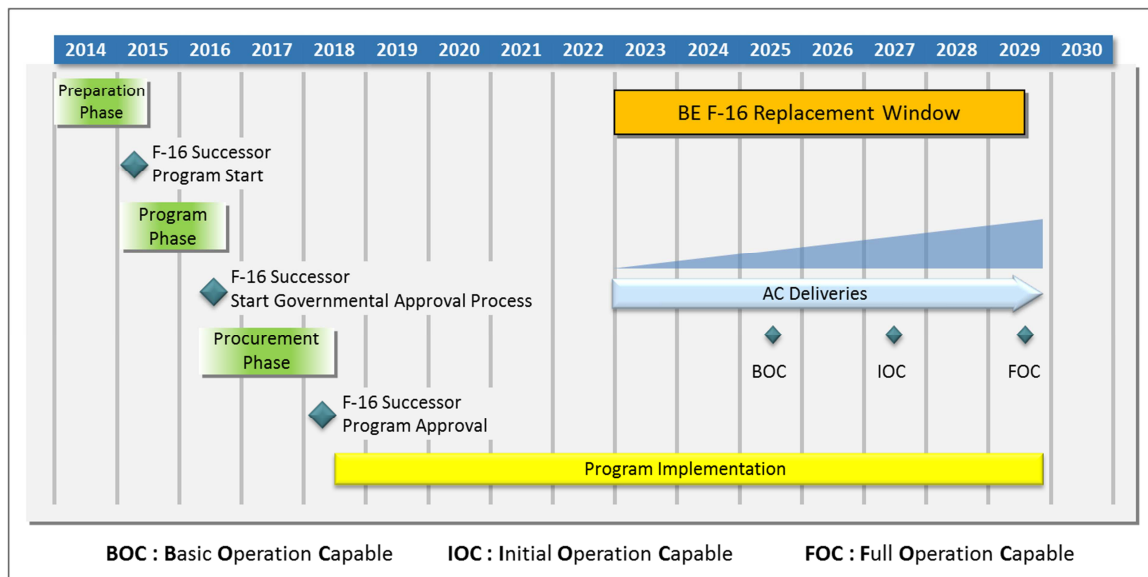 2014 2015 2016 2017 2018 2019 2020 2021 2022 2023 2024 2025 2026 2027 2028 2029 2030
Preparation
Phase
BE F-16 Replacement Window
F-16 Successor
Program Start
Program
Phase
F-16 Successor
Start Governmental Approval Process
AC Deliveries
Procurement
Phase
BOC IOC FOC
F-16 Successor
Program Approval
Program Implementation
BOC : Basic Operation Capable IOC : Initial Operation Capable FOC : Full Operation Capable